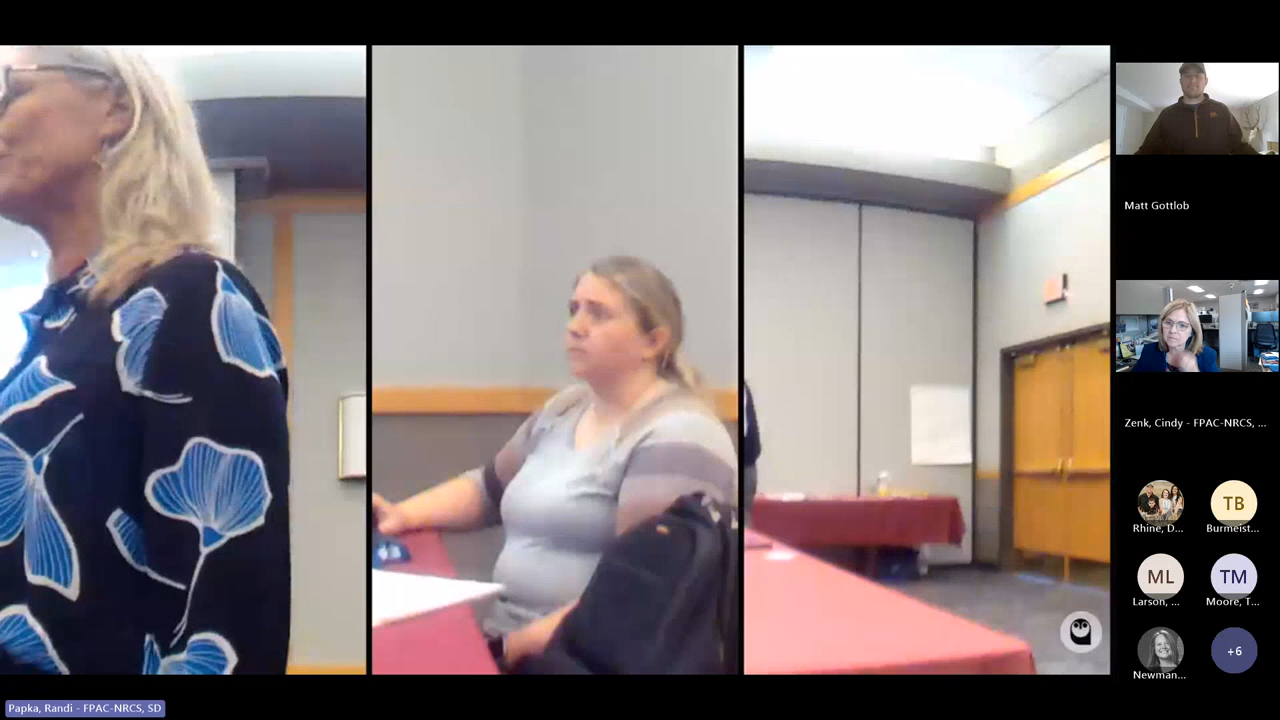 Matt Gottlob
Zenk, Cindy - FPAC-NRCS, ...
Rhine, D...
TB
Burmeist...
ML
Larson, ...
TM
Moore, T...
Newman...
+6
Papka, Randi - FPAC-NRCS, SD